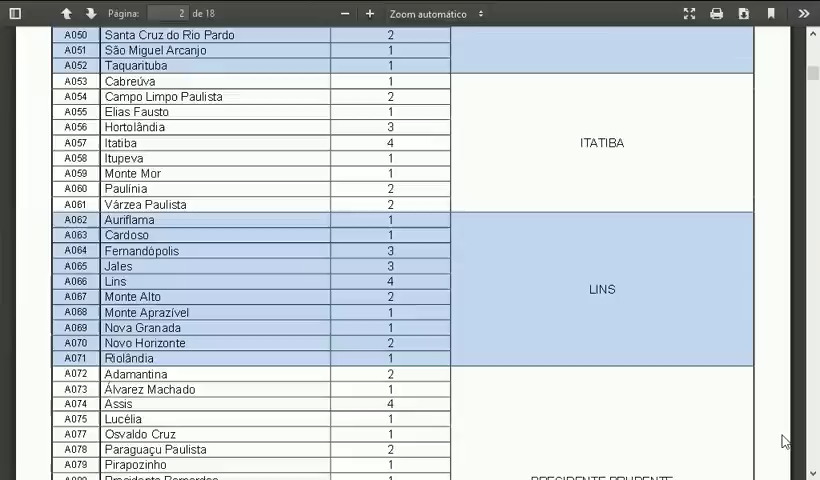 Página: 2 de 18 Zoom automático
A050 Santa Cruz do Rio Pardo 2
A051 São Miguel Arcanjo 1
A052 Taquarituba 1
A053 Cabreúva 1
A054 Campo Limpo Paulista 2
A055 Elias Fausto 1
A056 Hortolândia 3
A057 Itatiba 4 ITATIBA
A058 Itupeva 1
A059 Monte Mor 1
A060 Paulínia 2
A061 Várzea Paulista 2
A062 Auriflama 1
A063 Cardoso 1
A064 Fernandópolis 3
A065 Jales 3
A066 Lins 4 LINS
A067 Monte Alto 2
A068 Monte Aprazível 1
A069 Nova Granada 1
A070 Novo Horizonte 2
A071 Riolândia 1
A072 Adamantina 2
A073 Álvarez Machado 1
A074 Assis 4
A075 Lucélia 1
A077 Osvaldo Cruz 1
A078 Paraguaçu Paulista 2
A079 Pirapozinho 1
PRESIDENTE PRUDENTE